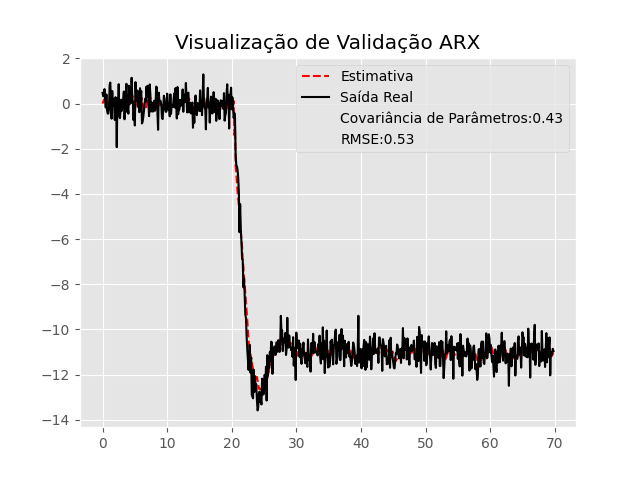 Visualização de Validação ARX
Estimativa
Saída Real
Covariância de Parâmetros:0.43
RMSE:0.53
2
0
−2
−4
−6
−8
−10
−12
−14
0 10 20 30 40 50 60 70